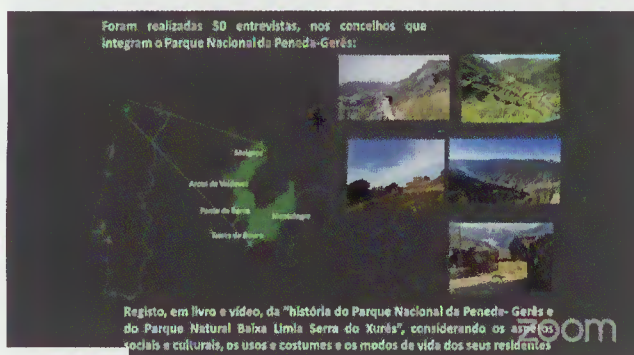 Foram realizadas 50 entrevistas, nos concelhos que
integram o Parque Nacional da Peneda-Gerês:
Melgaço
Arcos de Valdevez
Ponte da Barca
Montalegre
Terras de Bouro
Registo, em livro e vídeo, da "história do Parque Nacional da Peneda- Gerês e
do Parque Natural Baixa Limia Serra do Xurés", considerando os aspetos
sociais e culturais, os usos e costumes e os modos de vida dos seus residentes
zoom